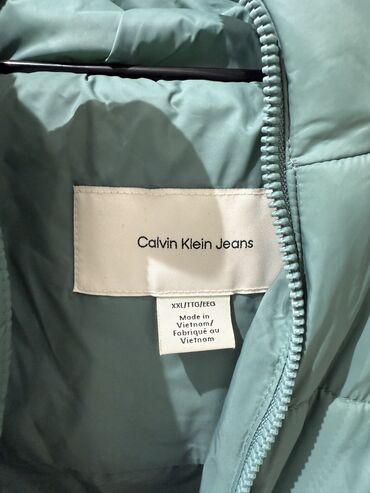 Calvin Klein Jeans
XXL/TTG/EEG
Made in
Vietnam/
Fabriqué au
Vietnam